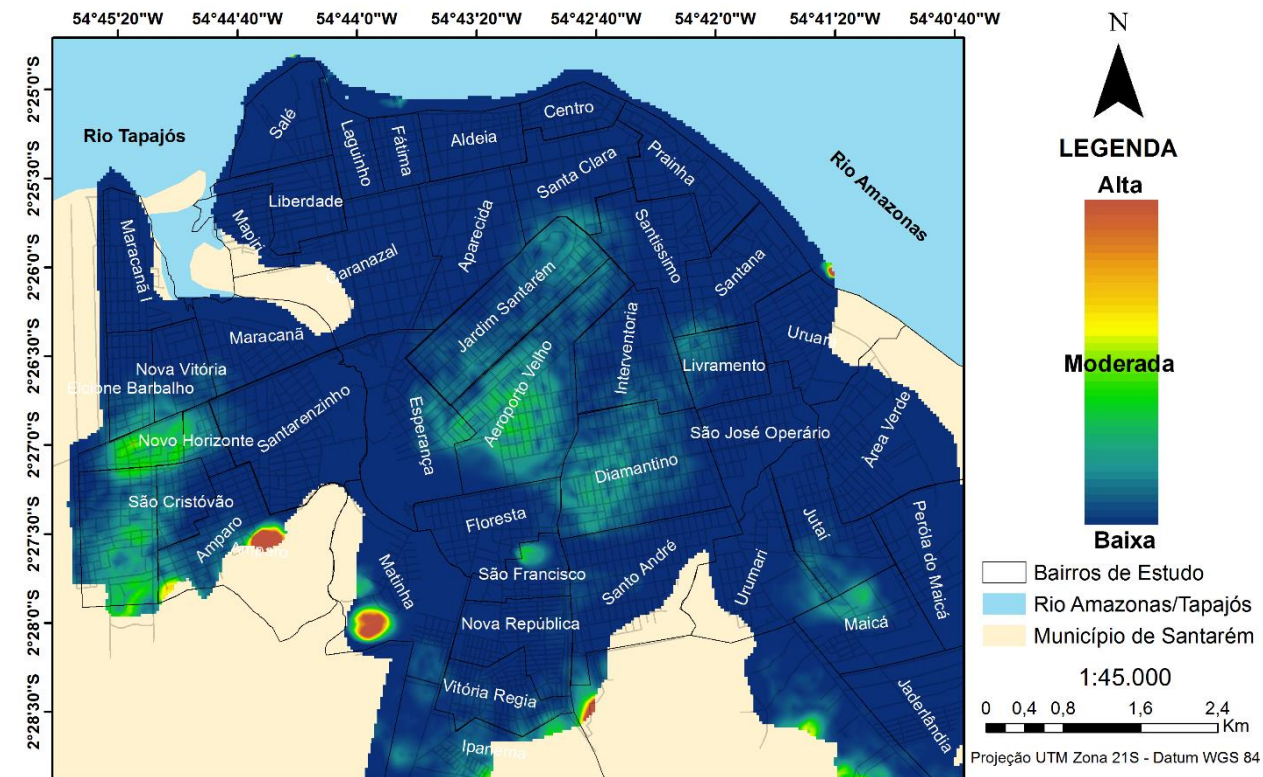 54°45'20"W 54°44'40"W 54°44'0"W 54°43'20"W 54°42'40"W 54°42'0"W 54°41'20"W 54°40'40"W
2°25'0"S
2°25'30"S
2°26'0"S
2°26'30"S
2°27'0"S
2°27'30"S
2°28'0"S
2°28'30"S
Rio Tapajós
Rio Amazonas
Salé
Laguinho
Fátima
Aldeia
Centro
Prainha
Santa Clara
Liberdade
Mapiri
Maracanã I
Caranazal
Aparecida
Santíssimo
Santana
Jardim Santarém
Maracanã
Interventoria
Uruará
Nova Vitória
Elcione Barbalho
Livramento
Santarenzinho
Esperança
Aeroporto Velho
Área Verde
Novo Horizonte
São José Operário
Diamantino
São Cristóvão
Floresta
Jutaí
Peróla do Maicá
Amparo
Amparo
Matinha
São Francisco
Santo André
Urumari
Nova República
Maicá
Vitória Regia
Jaderlândia
Ipanema
N
LEGENDA
Alta
Moderada
Baixa
Bairros de Estudo
Rio Amazonas/Tapajós
Município de Santarém
1:45.000
0 0,4 0,8 1,6 2,4
Km
Projeção UTM Zona 21S - Datum WGS 84